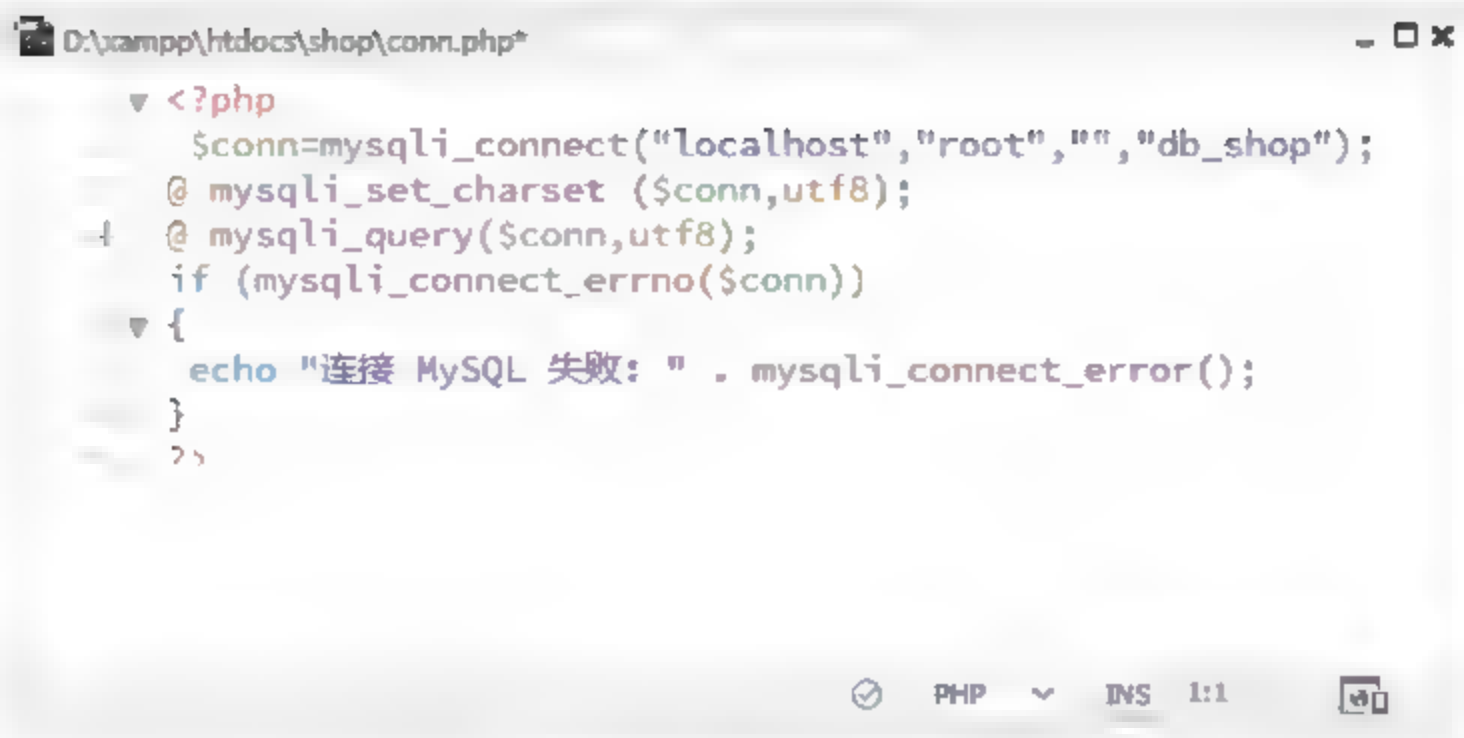 D:\xampp\htdocs\shop\conn.php*
<?php
$conn=mysqli_connect("localhost","root","","db_shop");
@ mysqli_set_charset ($conn,utf8);
@ mysqli_query($conn,utf8);
if (mysqli_connect_errno($conn))
{
echo "连接 MySQL 失败: " . mysqli_connect_error();
}
?>
PHP INS 1:1